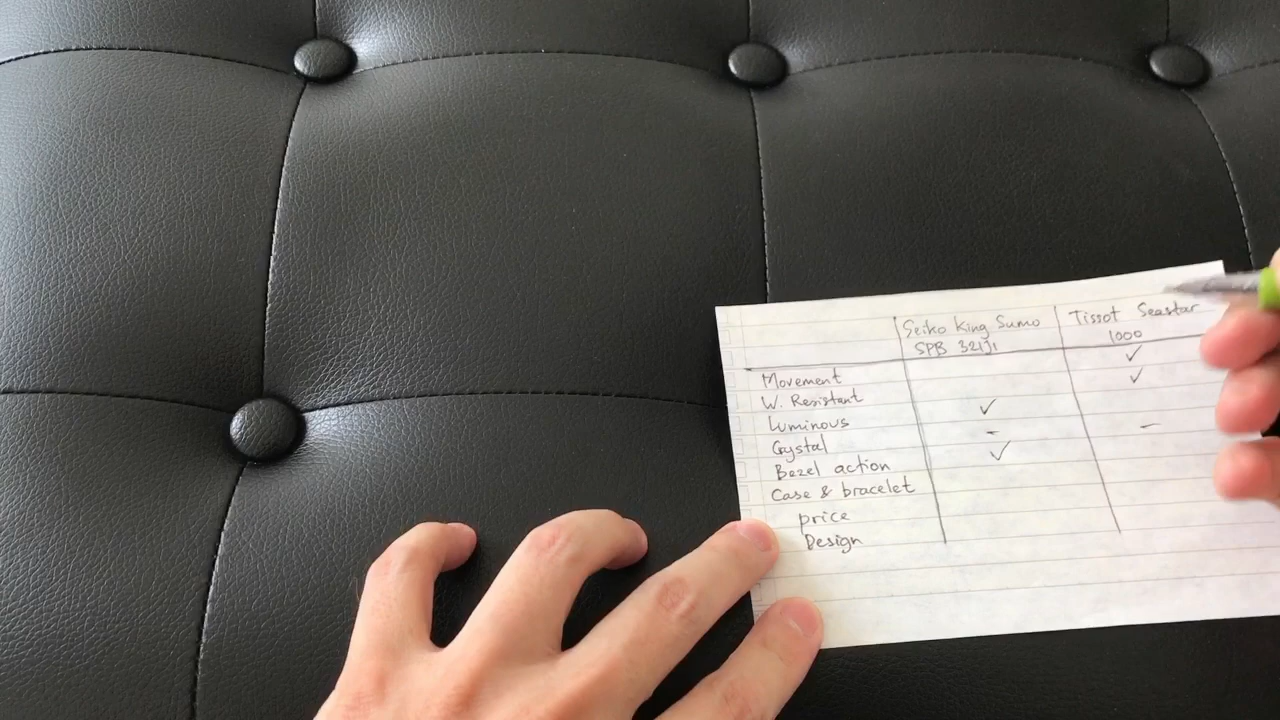 Seiko King Sumo Tissot Seastar
SPB 321J1 1000
Movement ✓
W. Resistant ✓
Luminous ✓
Crystal - -
Bezel action ✓
Case & bracelet
price
Design